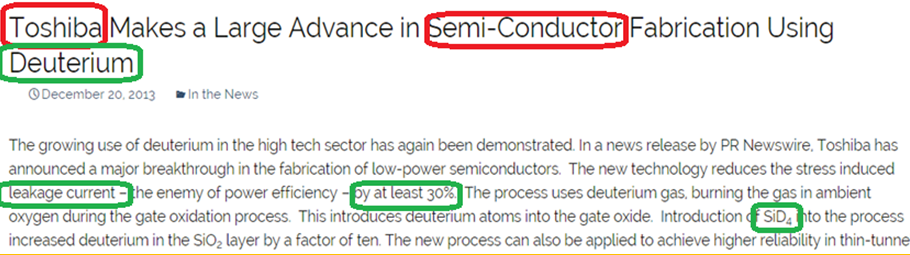 Toshiba Makes a Large Advance in Semi-Conductor Fabrication Using
Deuterium
December 20, 2013 In the News
The growing use of deuterium in the high tech sector has again been demonstrated. In a news release by PR Newswire, Toshiba has
announced a major breakthrough in the fabrication of low-power semiconductors. The new technology reduces the stress induced
leakage current – the enemy of power efficiency – by at least 30%. The process uses deuterium gas, burning the gas in ambient
oxygen during the gate oxidation process. This introduces deuterium atoms into the gate oxide. Introduction of SiD₄ into the process
increased deuterium in the SiO₂ layer by a factor of ten. The new process can also be applied to achieve higher reliability in thin-tunne